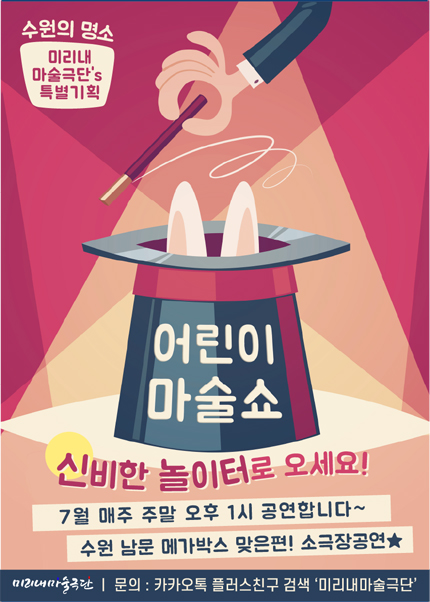 수원의 명소
미리내
마술극단's
특별기획
어린이
마술쇼
신비한 놀이터로 오세요!
7월 매주 주말 오후 1시 공연합니다~
수원 남문 메가박스 맞은편! 소극장공연★
미리내마술극단 | 문의 : 카카오톡 플러스친구 검색 '미리내마술극단'